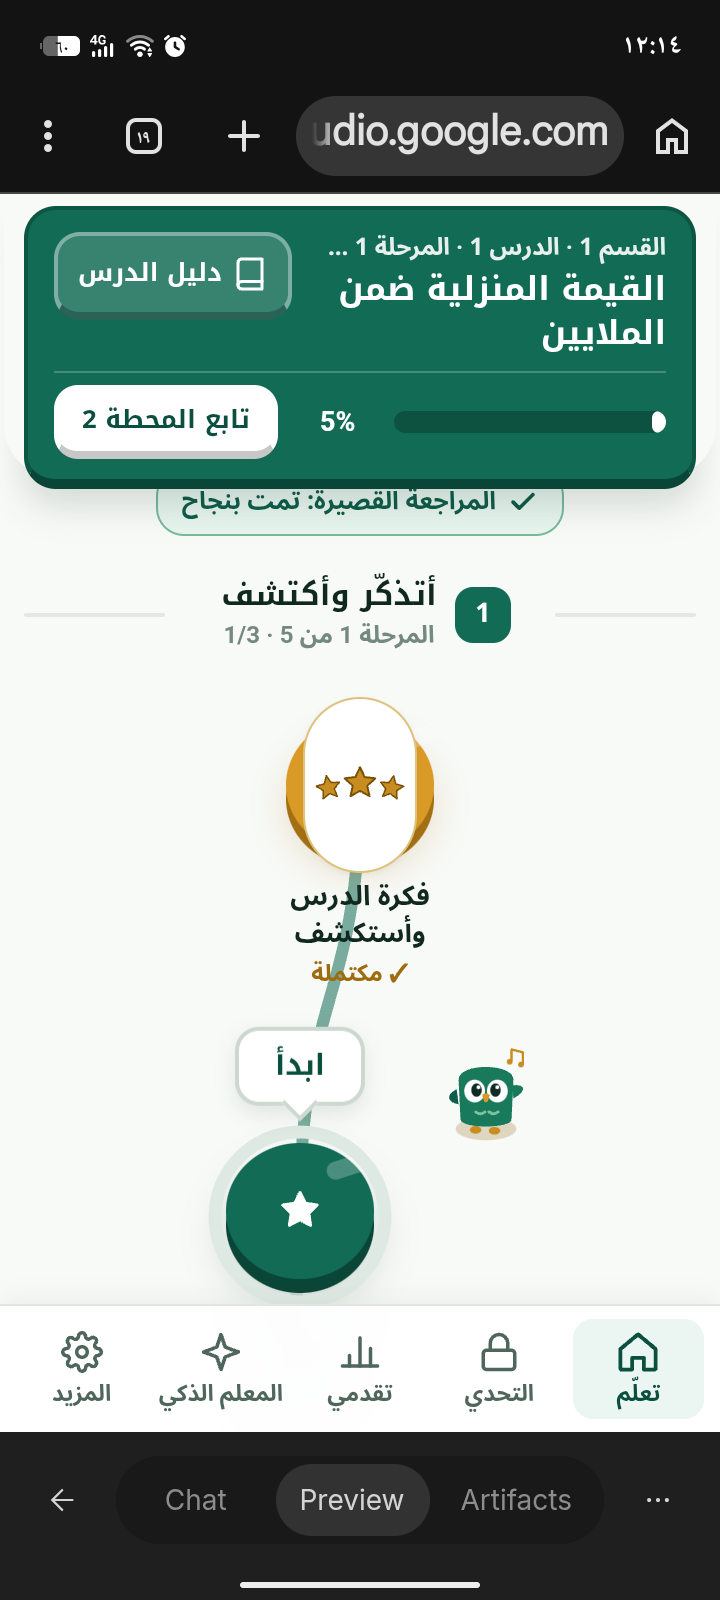 ١٢:١٤
4G
٦٠
١٩
udio.google.com
القسم 1 · الدرس 1 · المرحلة 1 ...
القيمة المنزلية ضمن
الملايين
دليل الدرس
5%
تابع المحطة 2
المراجعة القصيرة: تمت بنجاح
1
أتذكّر وأكتشف
المرحلة 1 من 5 · 1/3
فكرة الدرس
وأستكشف
✓ مكتملة
ابدأ
تعلّم
التحدي
تقدمي
المعلم الذكي
المزيد
Chat
Preview
Artifacts